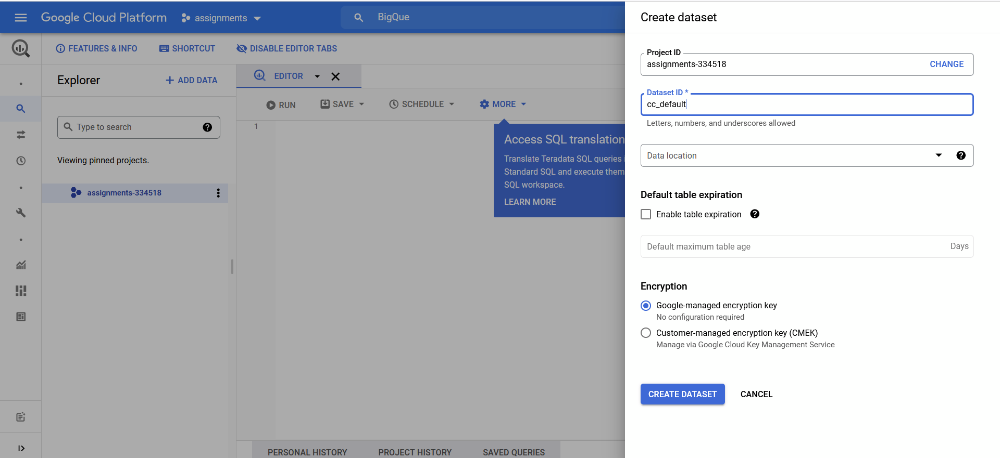 Google Cloud Platform
assignments
BigQue
FEATURES & INFO
SHORTCUT
DISABLE EDITOR TABS
Explorer
+ ADD DATA
Type to search
Viewing pinned projects.
assignments-334518
EDITOR
RUN
SAVE
SCHEDULE
MORE
1
Access SQL translation
Translate Teradata SQL queries
Standard SQL and execute them
SQL workspace.
LEARN MORE
PERSONAL HISTORY
PROJECT HISTORY
SAVED QUERIES
Create dataset
Project ID
assignments-334518
CHANGE
Dataset ID *
cc_default
Letters, numbers, and underscores allowed
Data location
Default table expiration
Enable table expiration
Default maximum table age
Days
Encryption
Google-managed encryption key
No configuration required
Customer-managed encryption key (CMEK)
Manage via Google Cloud Key Management Service
CREATE DATASET
CANCEL